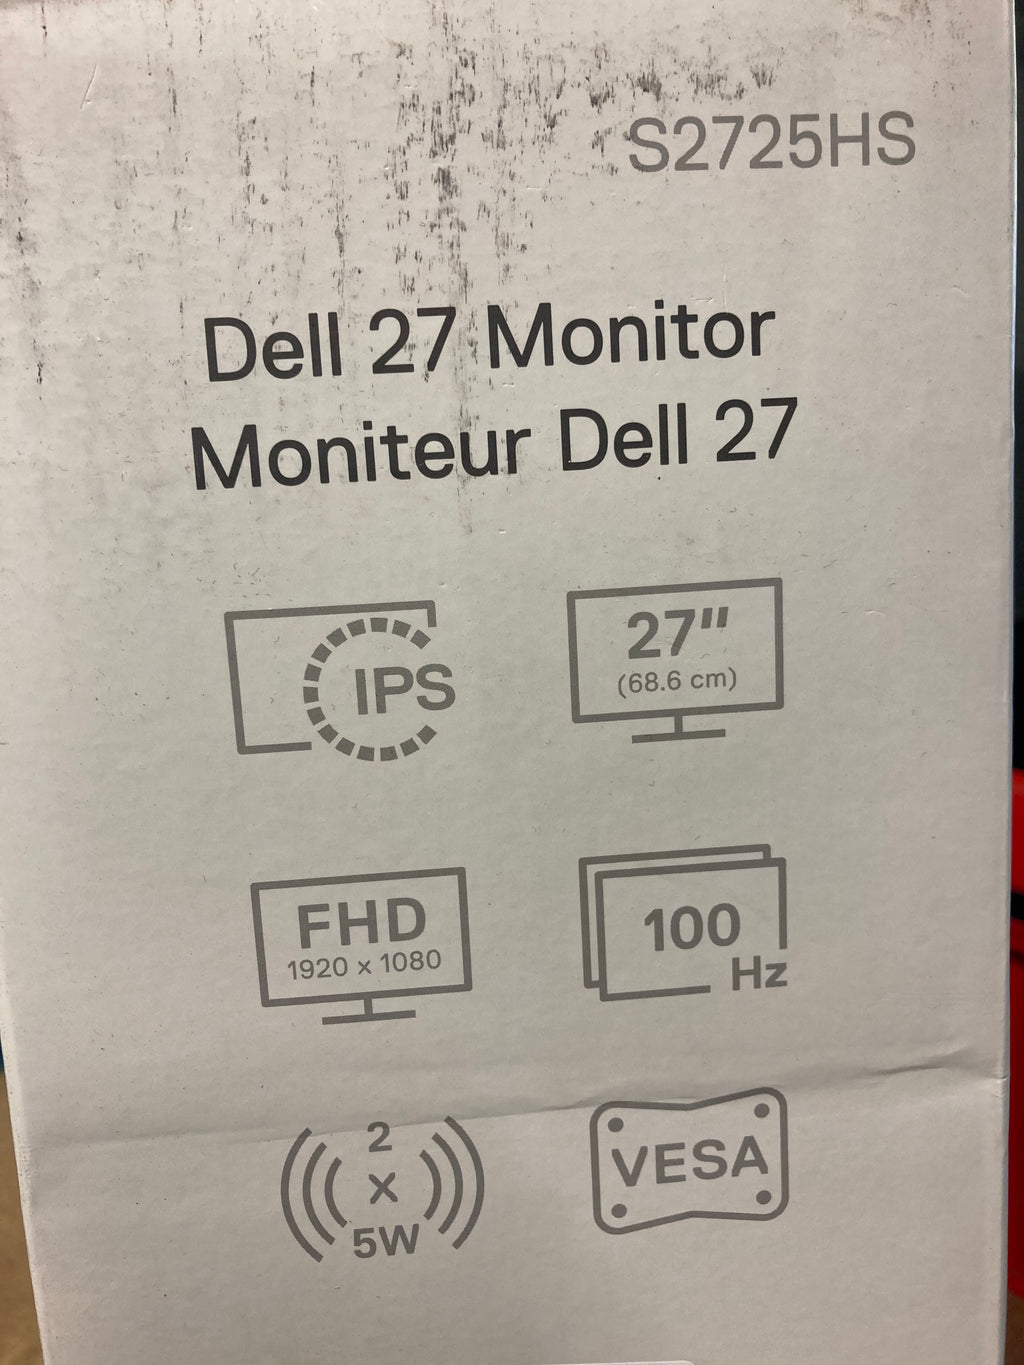 S2725HS
Dell 27 Monitor
Moniteur Dell 27
IPS
27"
(68.6 cm)
FHD
1920 x 1080
100
Hz
2
x
5W
VESA